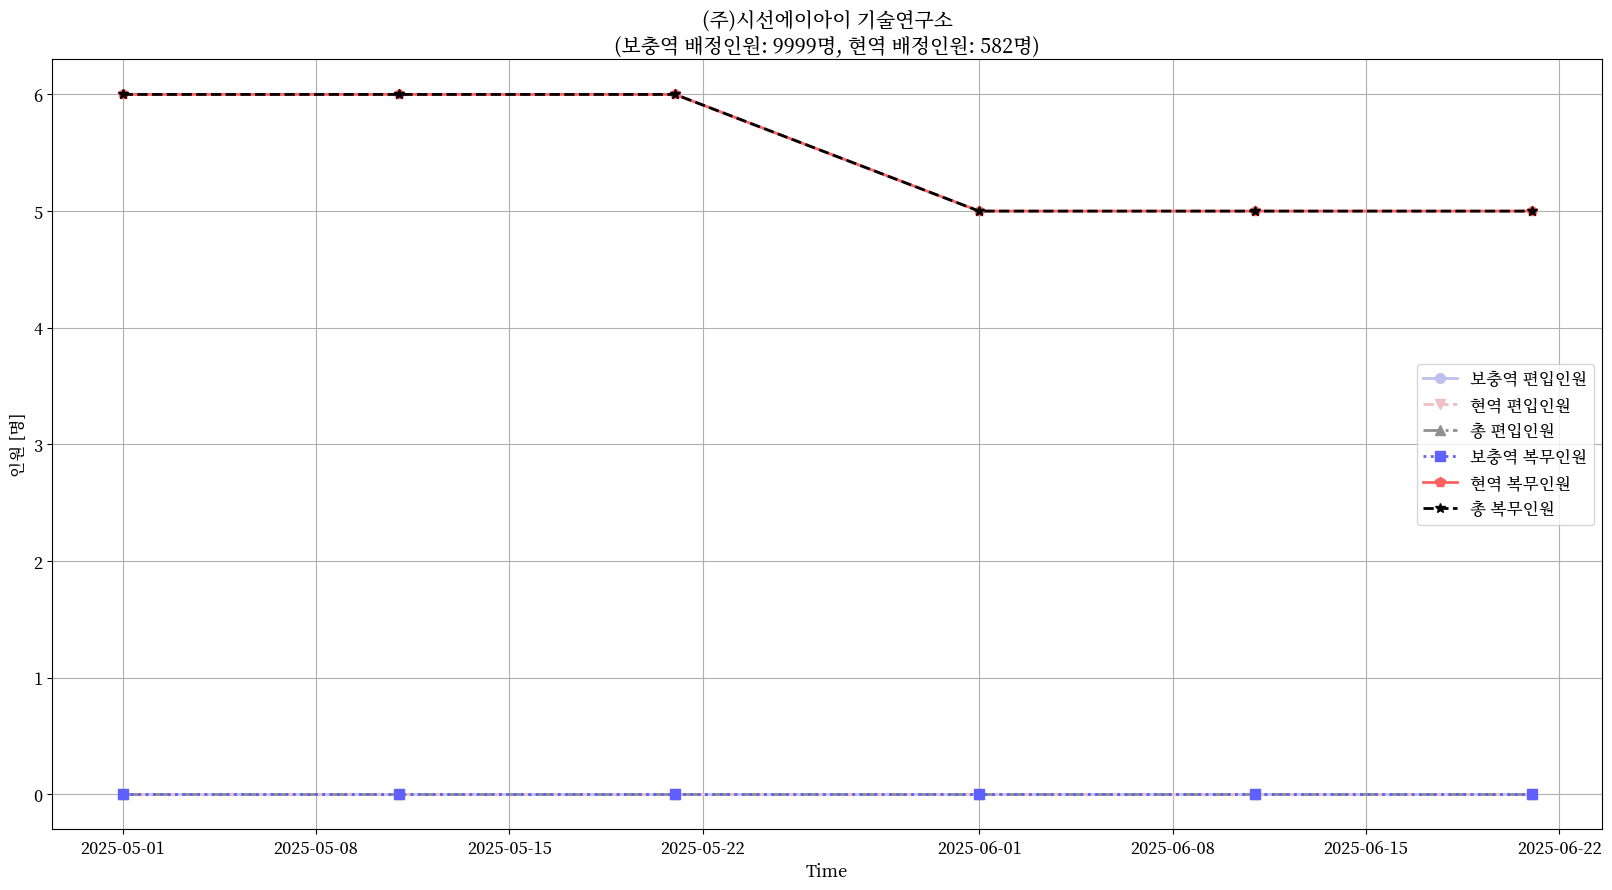 (주)시선에이아이 기술연구소
(보충역 배정인원: 9999명, 현역 배정인원: 582명)
6
5
4
3
2
1
0
인원 [명]
보충역 편입인원
현역 편입인원
총 편입인원
보충역 복무인원
현역 복무인원
총 복무인원
2025-05-01 2025-05-08 2025-05-15 2025-05-22 2025-06-01 2025-06-08 2025-06-15 2025-06-22
Time